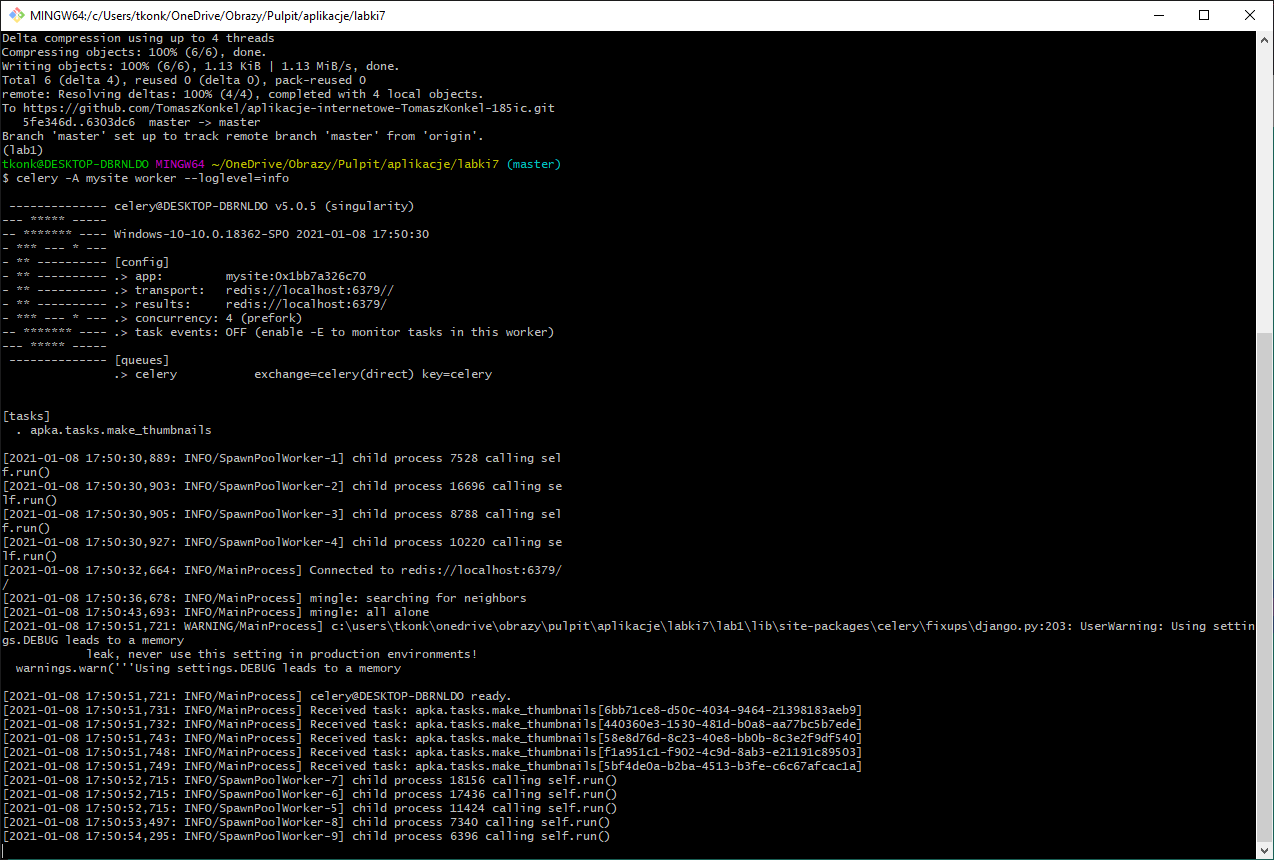 MINGW64:/c/Users/tkonk/OneDrive/Obrazy/Pulpit/aplikacje/labki7
Delta compression using up to 4 threads
Compressing objects: 100% (6/6), done.
Writing objects: 100% (6/6), 1.13 KiB | 1.13 MiB/s, done.
Total 6 (delta 4), reused 0 (delta 0), pack-reused 0
remote: Resolving deltas: 100% (4/4), completed with 4 local objects.
To https://github.com/TomaszKonkel/aplikacje-internetowe-TomaszKonkel-185ic.git
   5fe346d..6303dc6  master -> master
Branch 'master' set up to track remote branch 'master' from 'origin'.
(lab1)
tkonk@DESKTOP-DBRNLDO MINGW64 ~/OneDrive/Obrazy/Pulpit/aplikacje/labki7 (master)
$ celery -A mysite worker --loglevel=info

 -------------- celery@DESKTOP-DBRNLDO v5.0.5 (singularity)
--- ***** -----
-- ******* ---- Windows-10-10.0.18362-SP0 2021-01-08 17:50:30
- *** --- * ---
- ** ---------- [config]
- ** ---------- .> app:         mysite:0x1bb7a326c70
- ** ---------- .> transport:   redis://localhost:6379//
- ** ---------- .> results:     redis://localhost:6379/
- *** --- * --- .> concurrency: 4 (prefork)
-- ******* ---- .> task events: OFF (enable -E to monitor tasks in this worker)
--- ***** -----
 -------------- [queues]
                .> celery           exchange=celery(direct) key=celery

[tasks]
  . apka.tasks.make_thumbnails

[2021-01-08 17:50:30,889: INFO/SpawnPoolWorker-1] child process 7528 calling sel
f.run()
[2021-01-08 17:50:30,903: INFO/SpawnPoolWorker-2] child process 16696 calling se
lf.run()
[2021-01-08 17:50:30,905: INFO/SpawnPoolWorker-3] child process 8788 calling sel
f.run()
[2021-01-08 17:50:30,927: INFO/SpawnPoolWorker-4] child process 10220 calling se
lf.run()
[2021-01-08 17:50:32,664: INFO/MainProcess] Connected to redis://localhost:6379/
/
[2021-01-08 17:50:36,678: INFO/MainProcess] mingle: searching for neighbors
[2021-01-08 17:50:43,693: INFO/MainProcess] mingle: all alone
[2021-01-08 17:50:51,721: WARNING/MainProcess] c:\users\tkonk\onedrive\obrazy\pulpit\aplikacje\labki7\lab1\lib\site-packages\celery\fixups\django.py:203: UserWarning: Using settin
gs.DEBUG leads to a memory
            leak, never use this setting in production environments!
  warnings.warn('''Using settings.DEBUG leads to a memory

[2021-01-08 17:50:51,721: INFO/MainProcess] celery@DESKTOP-DBRNLDO ready.
[2021-01-08 17:50:51,731: INFO/MainProcess] Received task: apka.tasks.make_thumbnails[6bb71ce8-d50c-4034-9464-21398183aeb9]
[2021-01-08 17:50:51,732: INFO/MainProcess] Received task: apka.tasks.make_thumbnails[440360e3-1530-481d-b0a8-aa77bc5b7ede]
[2021-01-08 17:50:51,743: INFO/MainProcess] Received task: apka.tasks.make_thumbnails[58e8d76d-8c23-40e8-bb0b-8c3e2f9df540]
[2021-01-08 17:50:51,748: INFO/MainProcess] Received task: apka.tasks.make_thumbnails[f1a951c1-f902-4c9d-8ab3-e21191c89503]
[2021-01-08 17:50:51,749: INFO/MainProcess] Received task: apka.tasks.make_thumbnails[5bf4de0a-b2ba-4513-b3fe-c6c67afcac1a]
[2021-01-08 17:50:52,715: INFO/SpawnPoolWorker-7] child process 18156 calling self.run()
[2021-01-08 17:50:52,715: INFO/SpawnPoolWorker-6] child process 17436 calling self.run()
[2021-01-08 17:50:52,715: INFO/SpawnPoolWorker-5] child process 11424 calling self.run()
[2021-01-08 17:50:53,497: INFO/SpawnPoolWorker-8] child process 7340 calling self.run()
[2021-01-08 17:50:54,295: INFO/SpawnPoolWorker-9] child process 6396 calling self.run()